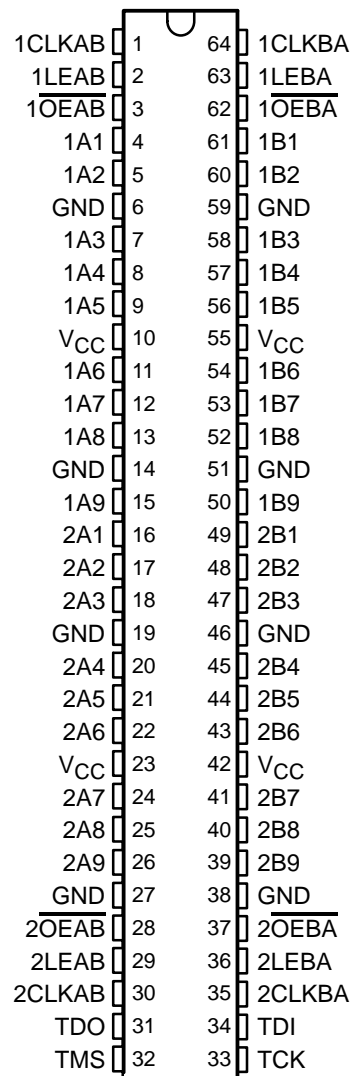 1CLKAB 1 64 1CLKBA
1LEAB 2 63 1LEBA
1O̅E̅A̅B̅ 3 62 1O̅E̅B̅A̅
1A1 4 61 1B1
1A2 5 60 1B2
GND 6 59 GND
1A3 7 58 1B3
1A4 8 57 1B4
1A5 9 56 1B5
VCC 10 55 VCC
1A6 11 54 1B6
1A7 12 53 1B7
1A8 13 52 1B8
GND 14 51 GND
1A9 15 50 1B9
2A1 16 49 2B1
2A2 17 48 2B2
2A3 18 47 2B3
GND 19 46 GND
2A4 20 45 2B4
2A5 21 44 2B5
2A6 22 43 2B6
VCC 23 42 VCC
2A7 24 41 2B7
2A8 25 40 2B8
2A9 26 39 2B9
GND 27 38 GND
2O̅E̅A̅B̅ 28 37 2O̅E̅B̅A̅
2LEAB 29 36 2LEBA
2CLKAB 30 35 2CLKBA
TDO 31 34 TDI
TMS 32 33 TCK